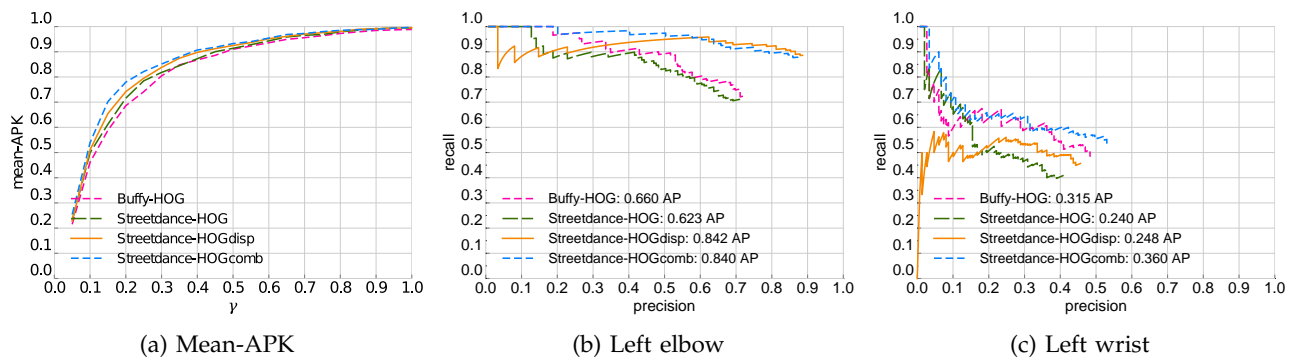 mean-APK
1.0
0.9
0.8
0.7
0.6
0.5
0.4
0.3
0.2
0.1
0.0
0.0 0.1 0.2 0.3 0.4 0.5 0.6 0.7 0.8 0.9 1.0
γ
Buffy-HOG
Streetdance-HOG
Streetdance-HOGdisp
Streetdance-HOGcomb
(a) Mean-APK
recall
1.0
0.9
0.8
0.7
0.6
0.5
0.4
0.3
0.2
0.1
0.0
0.0 0.1 0.2 0.3 0.4 0.5 0.6 0.7 0.8 0.9 1.0
precision
Buffy-HOG: 0.660 AP
Streetdance-HOG: 0.623 AP
Streetdance-HOGdisp: 0.842 AP
Streetdance-HOGcomb: 0.840 AP
(b) Left elbow
recall
1.0
0.9
0.8
0.7
0.6
0.5
0.4
0.3
0.2
0.1
0.0
0.0 0.1 0.2 0.3 0.4 0.5 0.6 0.7 0.8 0.9 1.0
precision
Buffy-HOG: 0.315 AP
Streetdance-HOG: 0.240 AP
Streetdance-HOGdisp: 0.248 AP
Streetdance-HOGcomb: 0.360 AP
(c) Left wrist